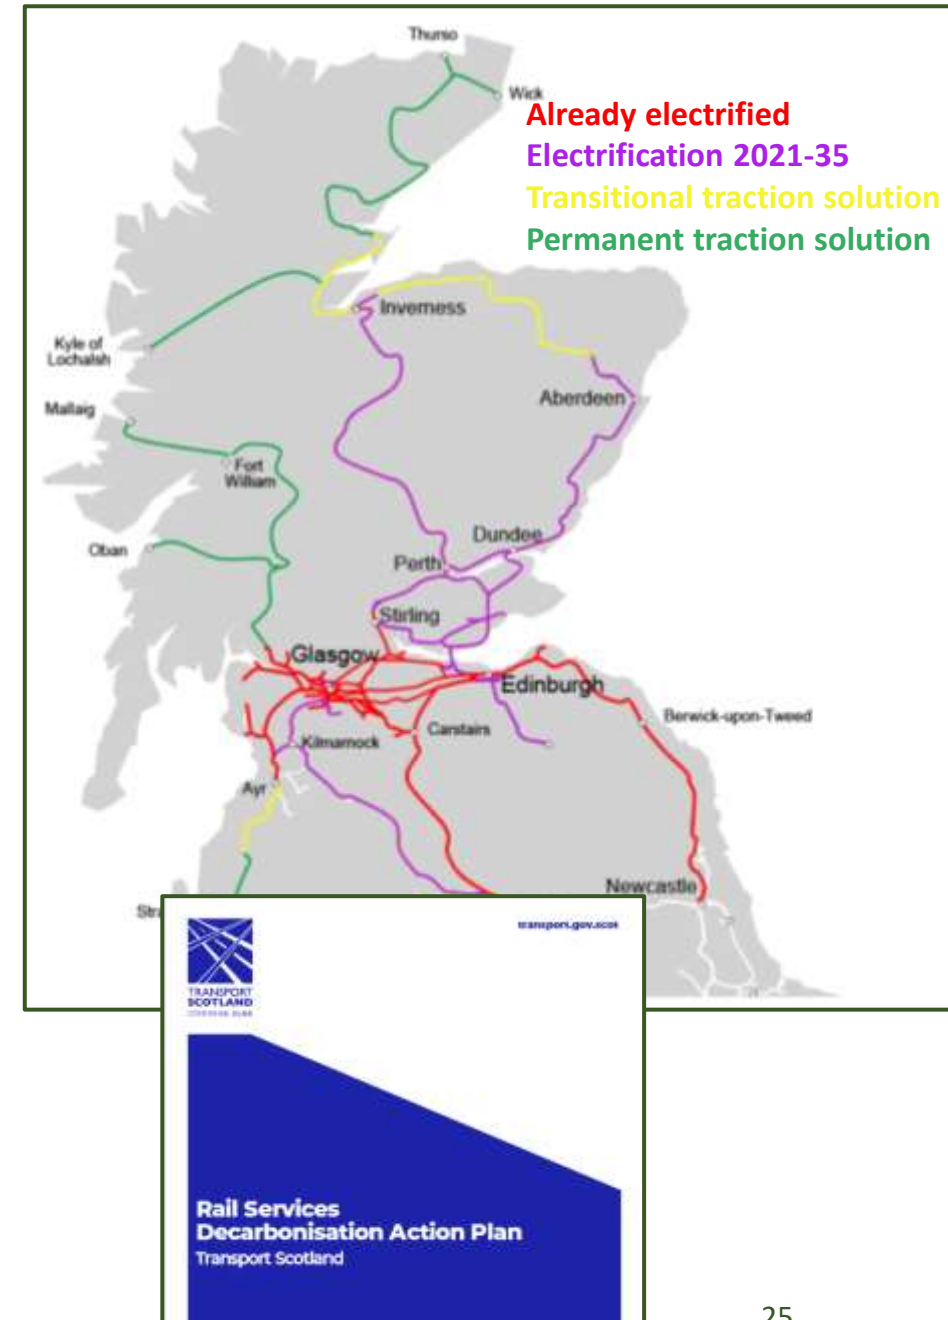 Thurso
Wick
Already electrified
Electrification 2021-35
Transitional traction solution
Permanent traction solution
Inverness
Kyle of
Lochalsh
Aberdeen
Mallaig
Fort
William
Dundee
Oban
Perth
Stirling
Glasgow
Edinburgh
Berwick-upon-Tweed
Carstairs
Kilmarnock
Ayr
Newcastle
Str
transport.gov.scot
TRANSPORT
SCOTLAND
Rail Services
Decarbonisation Action Plan
Transport Scotland
25